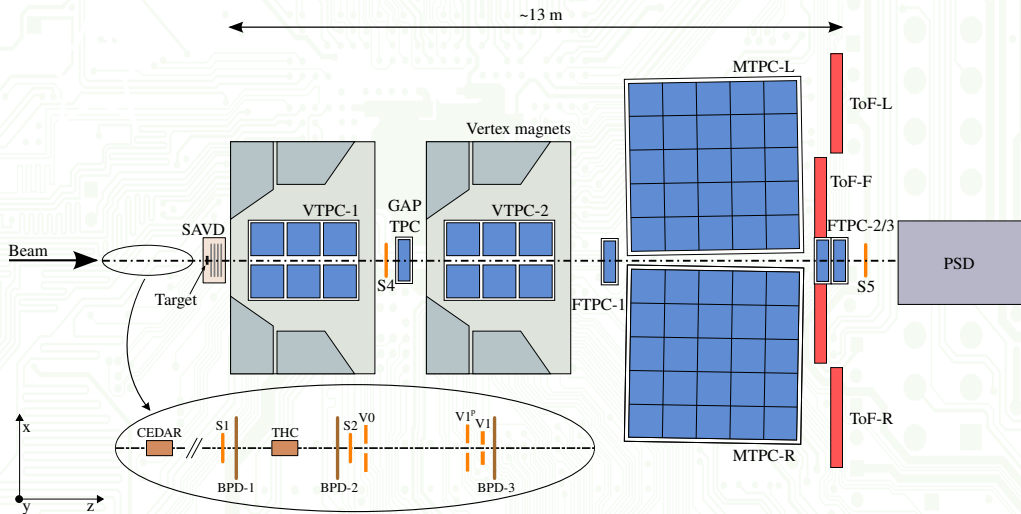 ~13 m
MTPC-L
ToF-L
Vertex magnets
ToF-F
VTPC-1
GAP
TPC
VTPC-2
FTPC-2/3
SAVD
Beam
PSD
Target
S4
FTPC-1
S5
x
y
z
CEDAR
S1
BPD-1
THC
BPD-2
S2
V0
V1ᵖ
V1
BPD-3
MTPC-R
ToF-R